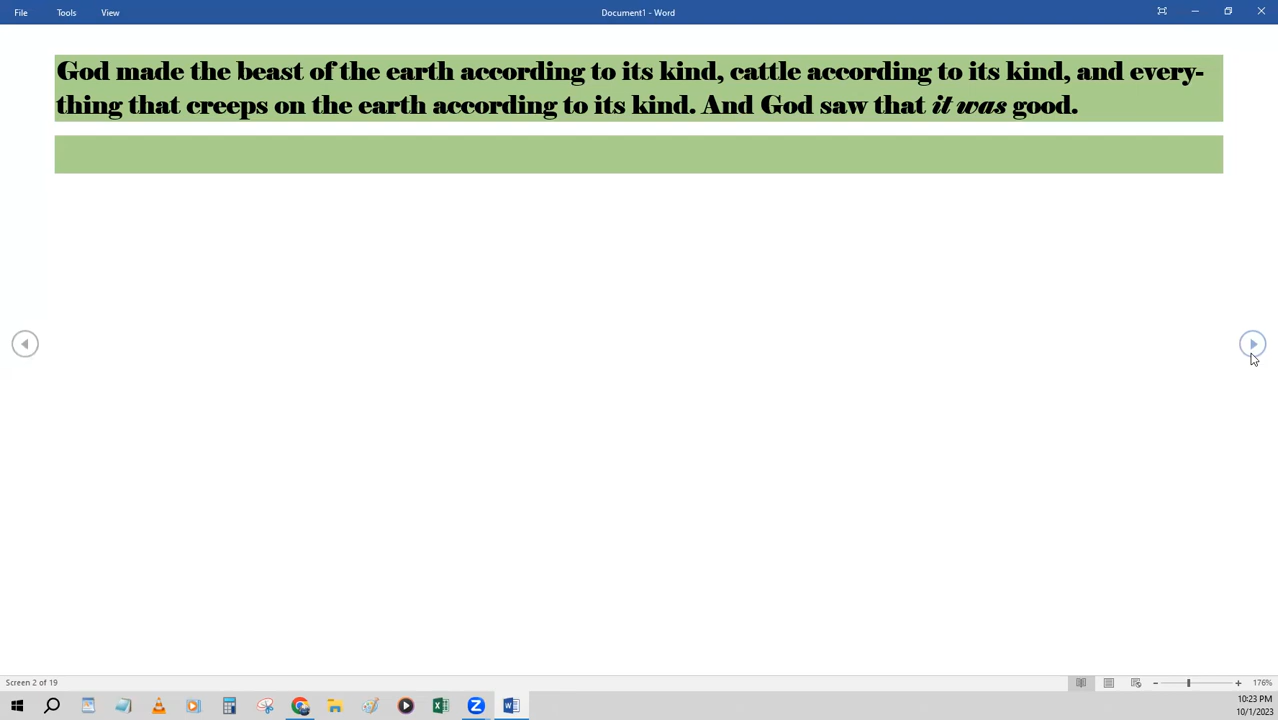 File Tools View Document1 - Word
God made the beast of the earth according to its kind, cattle according to its kind, and every-
thing that creeps on the earth according to its kind. And God saw that it was good.
Screen 2 of 19 176%
10:23 PM
10/1/2023